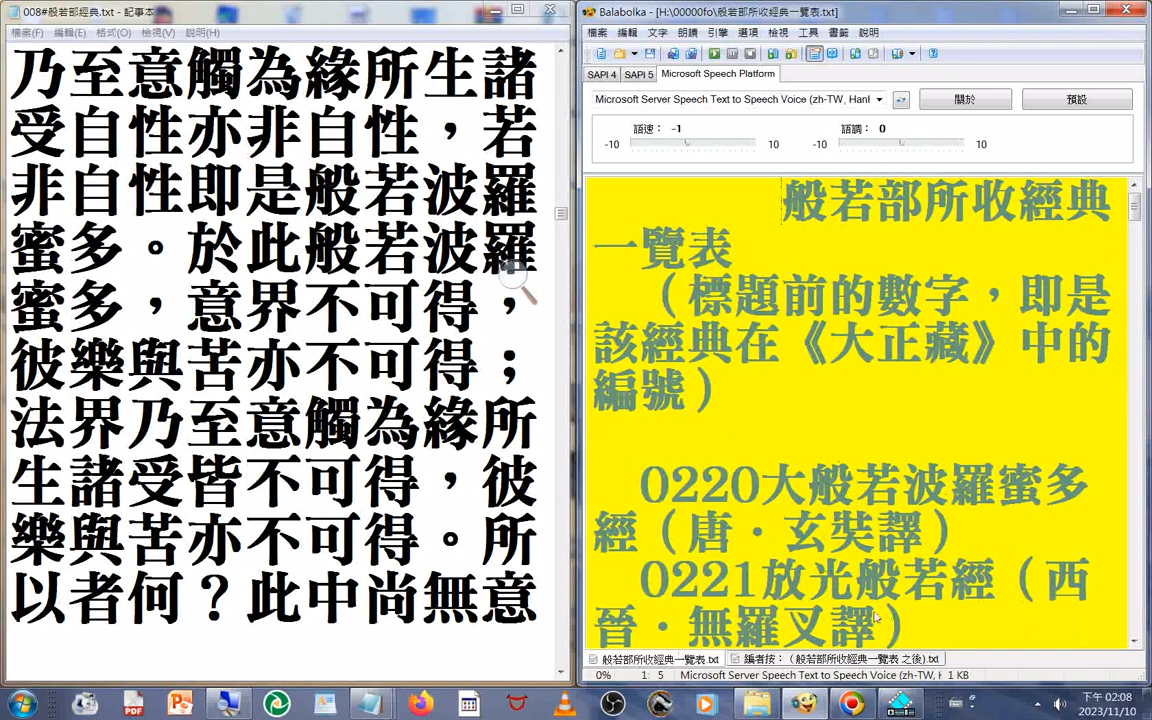 008#般若部經典.txt - 記事本
檔案(F) 編輯(E) 格式(O) 檢視(V) 說明(H)
乃至意觸為緣所生諸
受自性亦非自性，若
非自性即是般若波羅
蜜多。於此般若波羅
蜜多，意界不可得，
彼樂與苦亦不可得；
法界乃至意觸為緣所
生諸受皆不可得，彼
樂與苦亦不可得。所
以者何？此中尚無意
Balabolka - [H:\00000fo\般若部所收經典一覽表.txt]
檔案 編輯 文字 朗讀 引擎 選項 檢視 工具 書籤 說明
SAPI 4 SAPI 5 Microsoft Speech Platform
Microsoft Server Speech Text to Speech Voice (zh-TW, Hanl
關於 預設
語速： -1 語調： 0
-10 10 -10 10
般若部所收經典
一覽表
（標題前的數字，即是
該經典在《大正藏》中的
編號）
0220大般若波羅蜜多
經（唐．玄奘譯）
0221放光般若經（西
晉．無羅叉譯）
般若部所收經典一覽表.txt 編者按：（般若部所收經典一覽表 之後).txt
0% 1: 5 Microsoft Server Speech Text to Speech Voice (zh-TW, H 1 KB
PDF
下午 02:08
2023/11/10